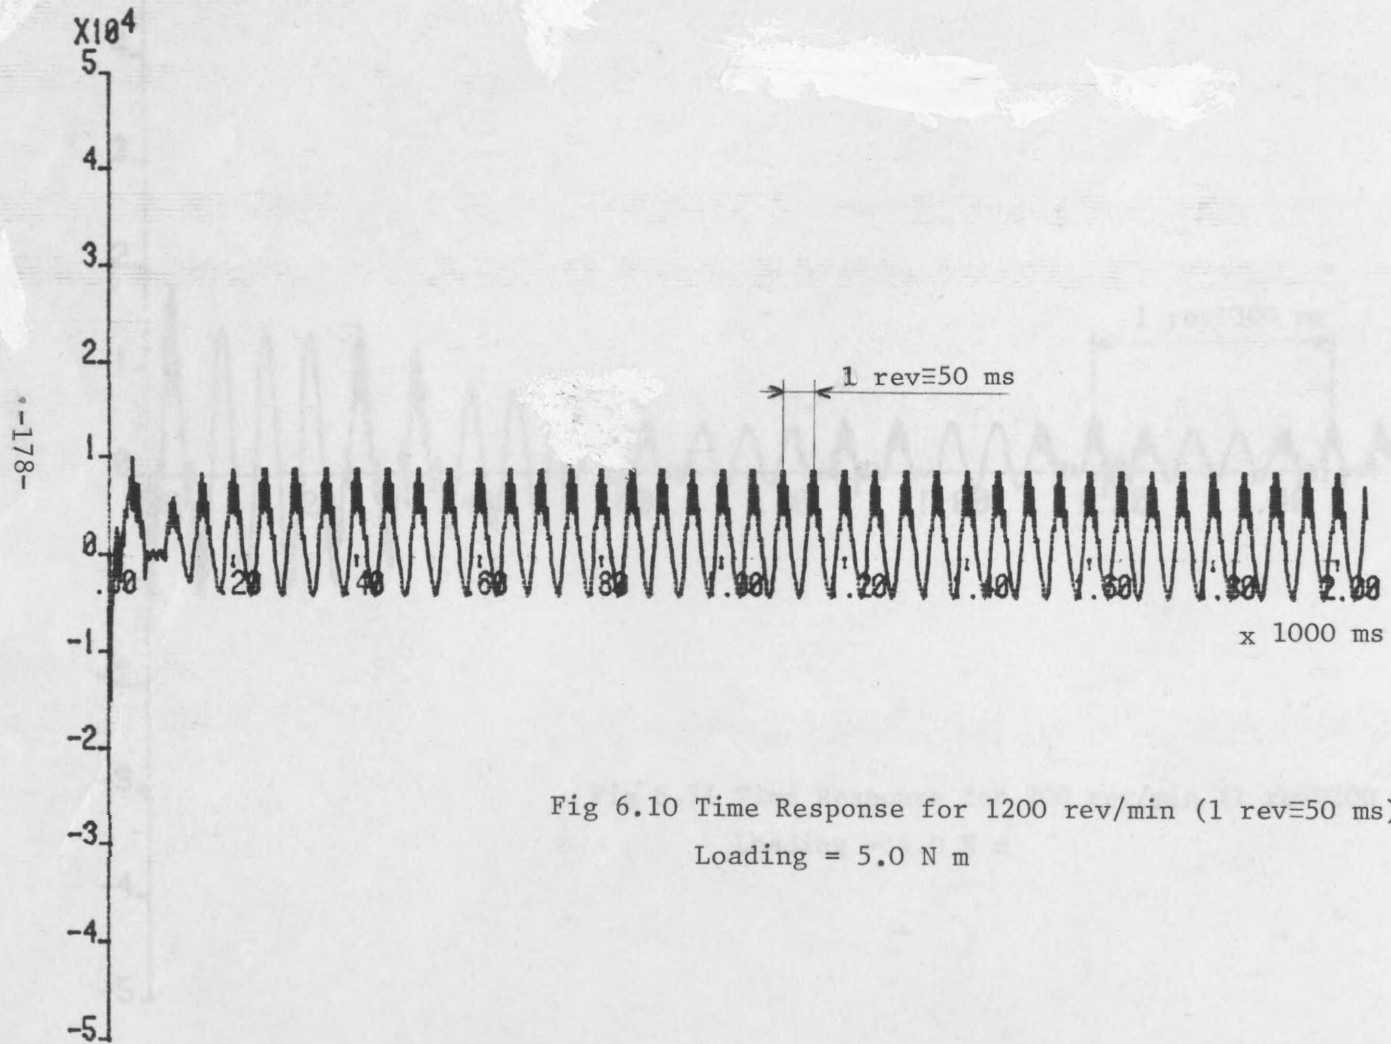 X10⁴
5
4
3
2
1
0
-1
-2
-3
-4
-5
.00 .20 .40 .60 .80 1.00 1.20 1.40 1.60 1.80 2.00
x 1000 ms
1 rev≡50 ms
Fig 6.10 Time Response for 1200 rev/min (1 rev≡50 ms)
Loading = 5.0 N m
-178-